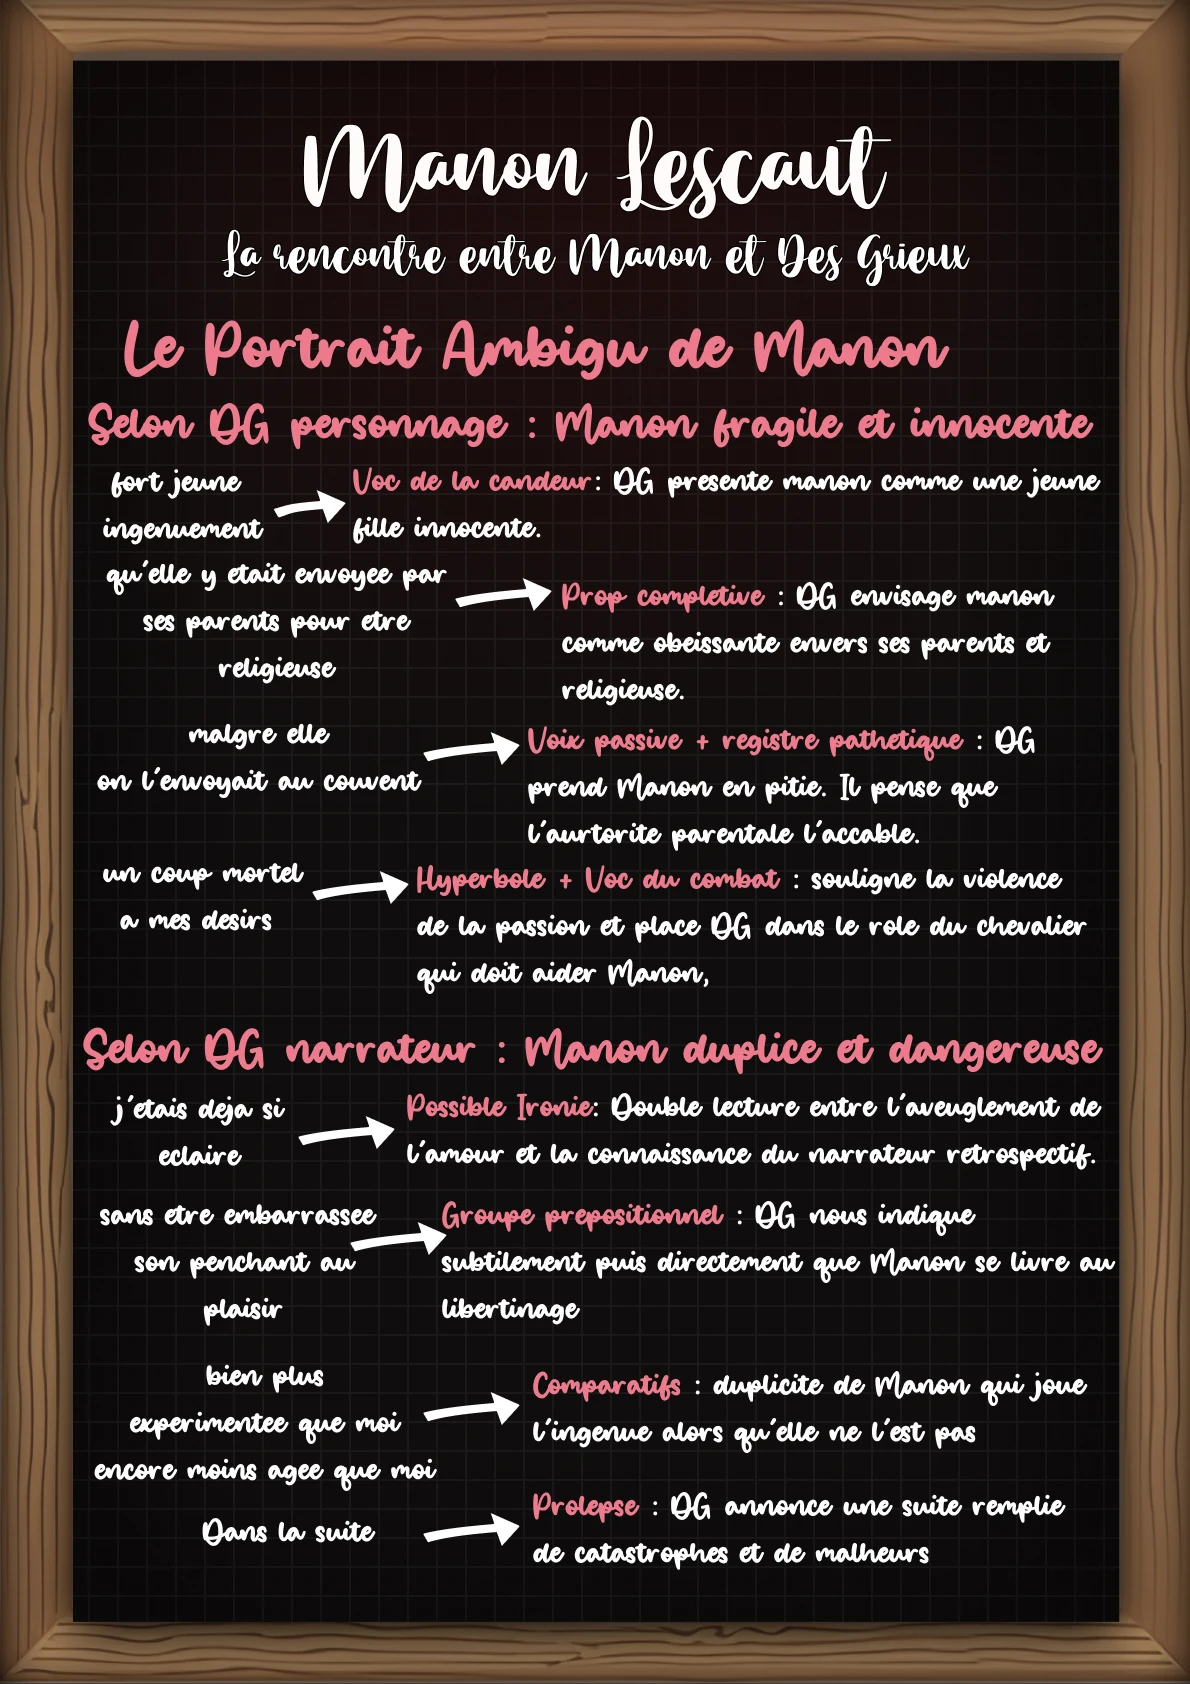 Manon Lescaut
La rencontre entre Manon et Des Grieux
Le Portrait Ambigu de Manon
Selon DG personnage : Manon fragile et innocente
fort jeune
ingenuement
Voc de la candeur: DG presente manon comme une jeune
fille innocente.
qu'elle y etait envoyee par
ses parents pour etre
religieuse
Prop completive : DG envisage manon
comme obeissante envers ses parents et
religieuse.
malgre elle
on l'envoyait au couvent
Voix passive + registre pathetique : DG
prend Manon en pitie. Il pense que
l'aurtorite parentale l'accable.
un coup mortel
a mes desirs
Hyperbole + Voc du combat : souligne la violence
de la passion et place DG dans le role du chevalier
qui doit aider Manon,
Selon DG narrateur : Manon duplice et dangereuse
j'etais deja si
eclaire
Possible Ironie: Double lecture entre l'aveuglement de
l'amour et la connaissance du narrateur retrospectif.
sans etre embarrassee
son penchant au
plaisir
Groupe prepositionnel : DG nous indique
subtilement puis directement que Manon se livre au
libertinage
bien plus
experimentee que moi
encore moins agee que moi
Comparatifs : duplicite de Manon qui joue
l'ingenue alors qu'elle ne l'est pas
Dans la suite
Prolepse : DG annonce une suite remplie
de catastrophes et de malheurs